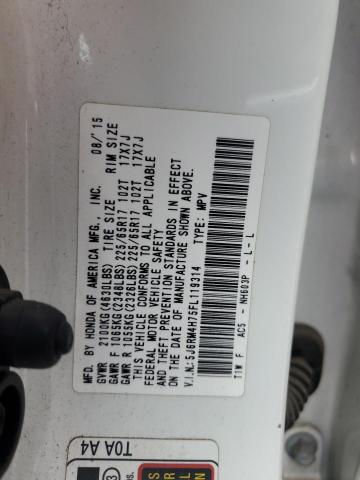 MFD. BY HONDA OF AMERICA MFG., INC. 08/'15
GVWR 2100KG(4630LBS) TIRE SIZE RIM SIZE
GAWR F 1065KG(2348LBS) 225/65R17 102T 17X7J
GAWR R 1055KG(2326LBS) 225/65R17 102T 17X7J
THIS VEHICLE CONFORMS TO ALL APPLICABLE
FEDERAL MOTOR VEHICLE SAFETY
AND THEFT PREVENTION STANDARDS IN EFFECT
ON THE DATE OF MANUFACTURE SHOWN ABOVE.
V.I.N.:5J6RM4H75FL119314 TYPE: MPV
T1W F AC5 - NH603P - L- L
T0A A4